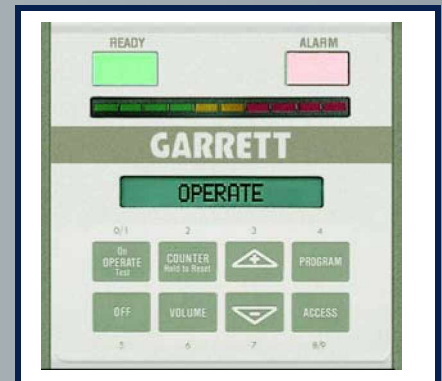 READY ALARM
GARRETT
OPERATE
0/1 2 3 4
On OPERATE Test
COUNTER Hold to Reset
+
PROGRAM
OFF VOLUME - ACCESS
5 6 7 8/9